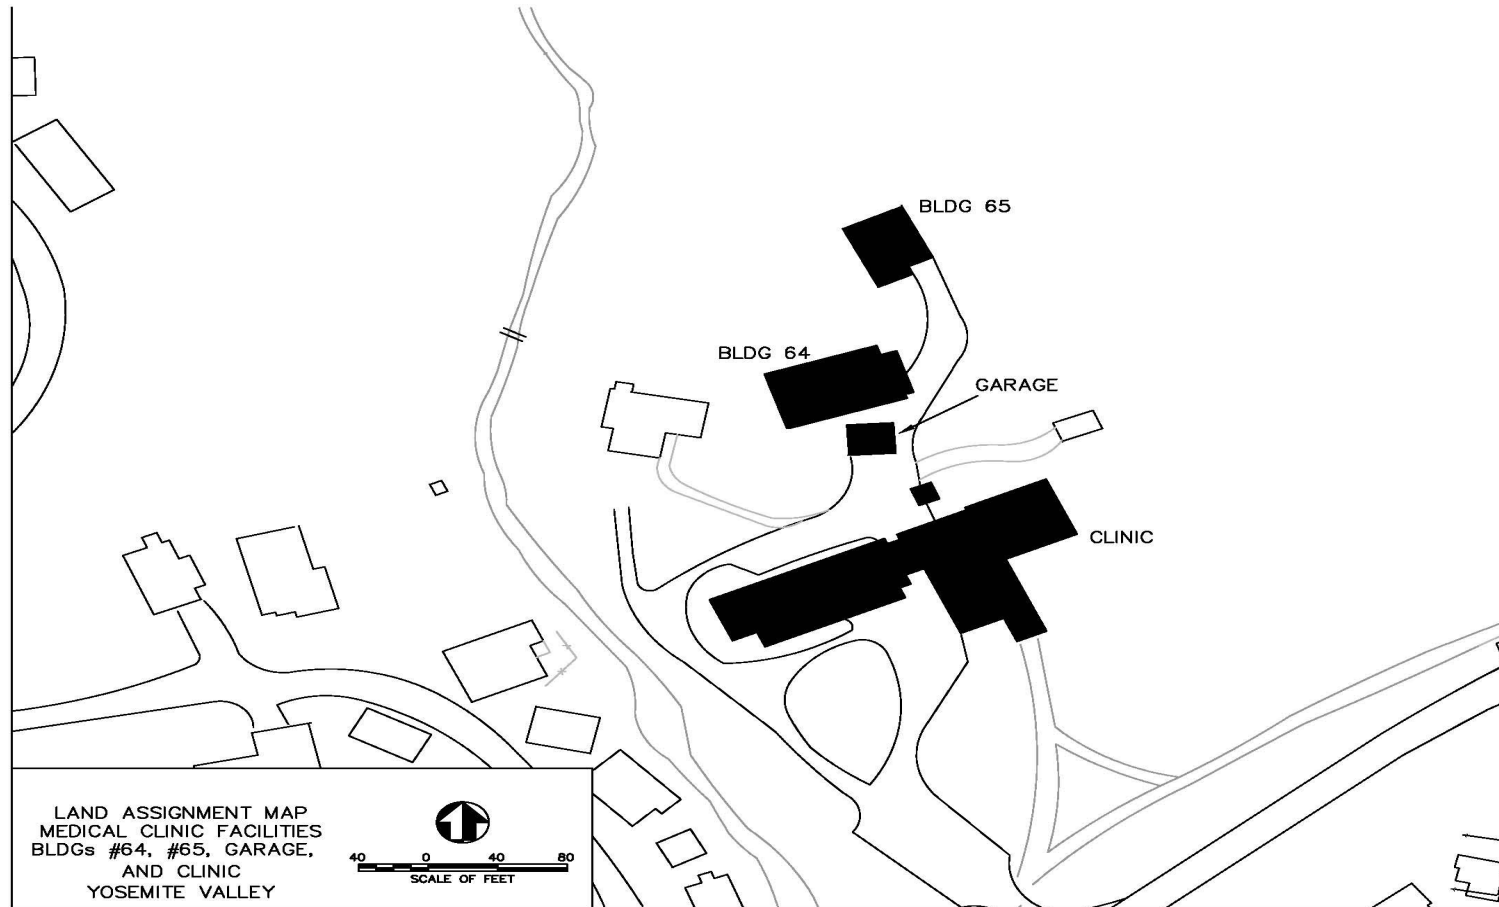 BLDG 65
BLDG 64
GARAGE
CLINIC
LAND ASSIGNMENT MAP
MEDICAL CLINIC FACILITIES
BLDGs #64, #65, GARAGE,
AND CLINIC
YOSEMITE VALLEY
40 0 40 80
SCALE OF FEET